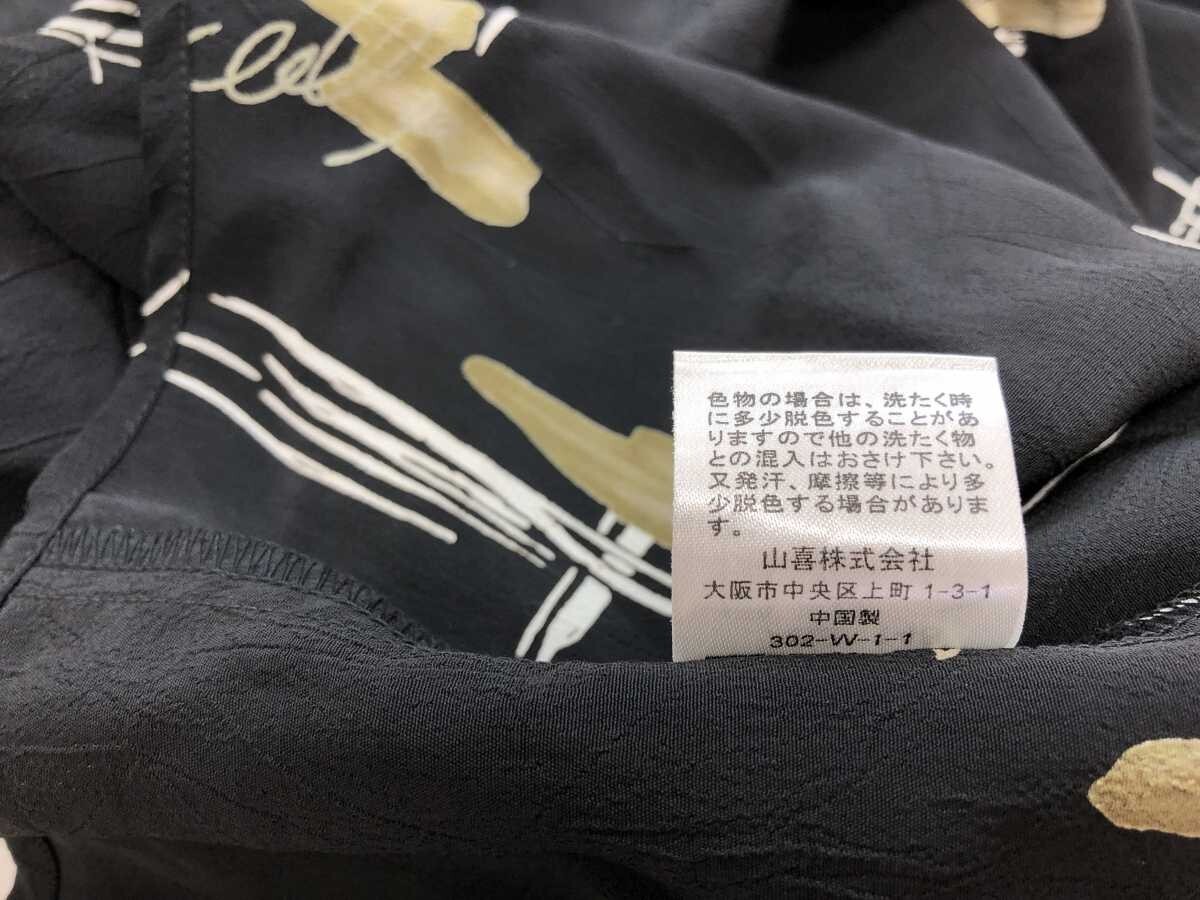 色物の場合は、洗たく時
に多少脱色することがあ
りますので他の洗たく物
との混入はおさけ下さい。
又発汗、摩擦等により多
少脱色する場合がありま
す。
山喜株式会社
大阪市中央区上町1-3-1
中国製
302-W-1-1